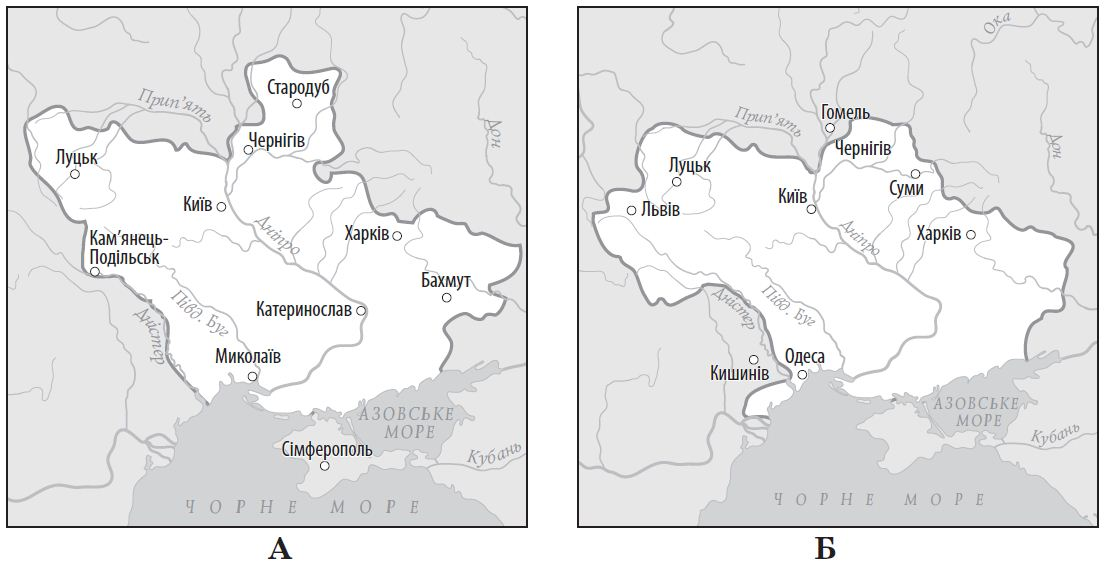 Стародуб
Прип'ять
Чернігів
Дон
Луцьк
Київ
Дніпро
Харків
Кам'янець-
Подільськ
Бахмут
Півд. Буг
Катеринослав
Дністер
Миколаїв
АЗОВСЬКЕ
МОРЕ
Сімферополь
Кубань
ЧОРНЕ МОРЕ
А
Ока
Гомель
Прип'ять
Чернігів
Дон
Луцьк
Суми
Київ
Львів
Дніпро
Харків
Дністер
Півд. Буг
Одеса
Кишинів
АЗОВСЬКЕ
МОРЕ
Кубань
ЧОРНЕ МОРЕ
Б